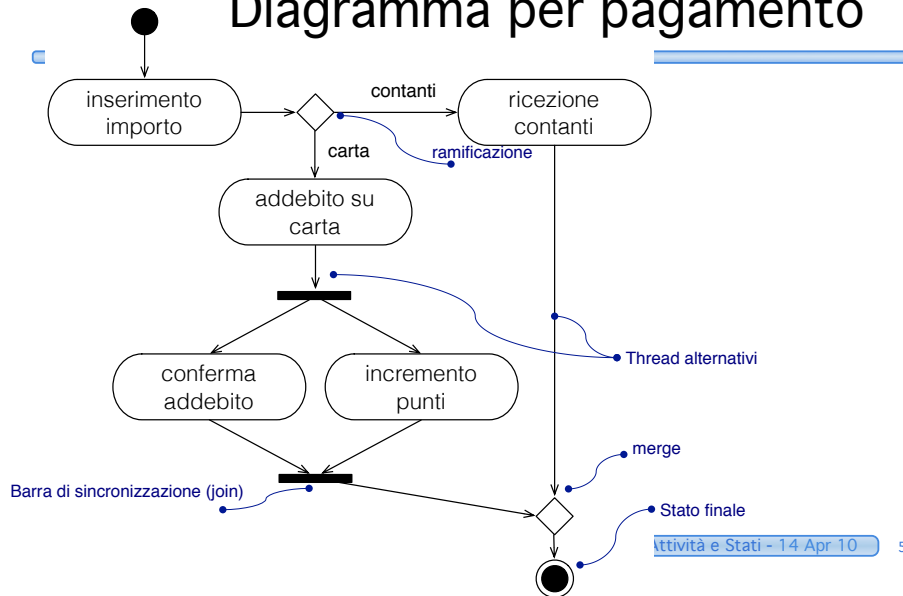 Diagramma per pagamento
inserimento
importo
contanti
ricezione
contanti
carta
ramificazione
addebito su
carta
Thread alternativi
conferma
addebito
incremento
punti
merge
Barra di sincronizzazione (join)
Stato finale
Attività e Stati - 14 Apr 10
5